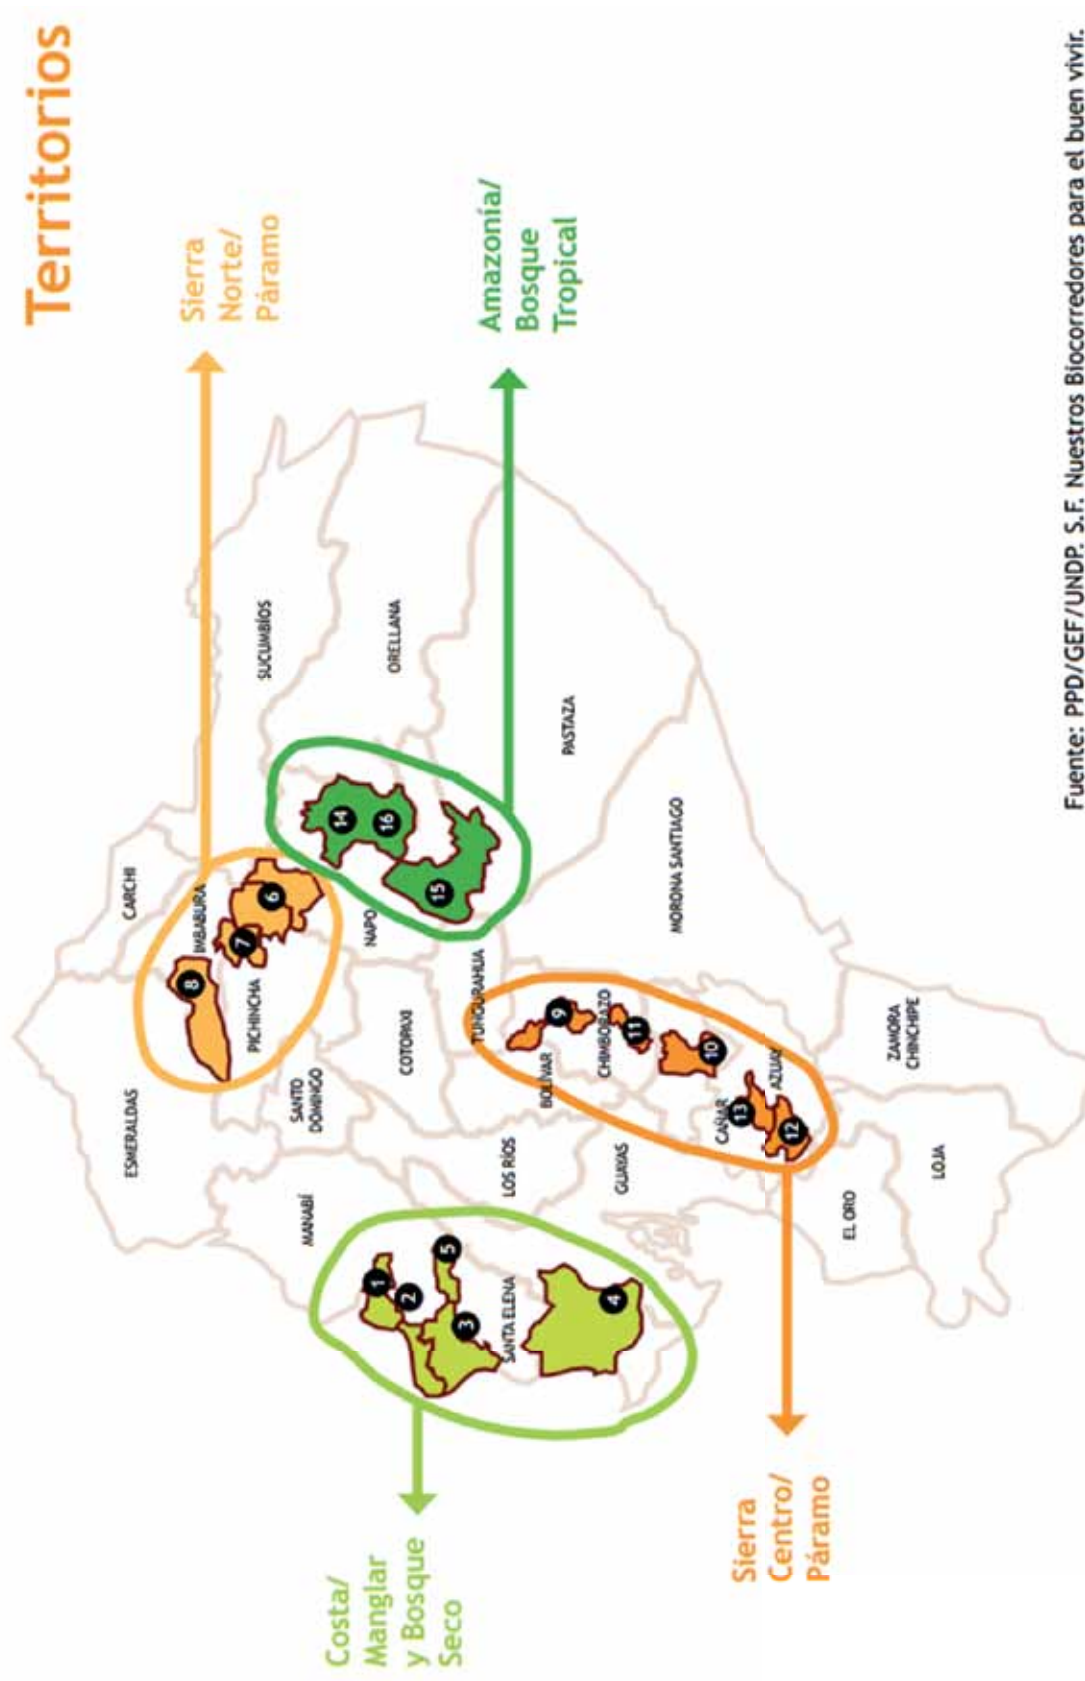 Territorios
Sierra
Norte/
Páramo
Amazonía/
Bosque
Tropical
Costa/
Manglar
y Bosque
Seco
Sierra
Centro/
Páramo
ESMERALDAS
CARCHI
IMBABURA
SUCUMBÍOS
PICHINCHA
SANTO
DOMINGO
MANABÍ
NAPO
ORELLANA
COTOPAXI
TUNGURAHUA
LOS RÍOS
BOLÍVAR
PASTAZA
SANTA ELENA
CHIMBORAZO
GUAYAS
MORONA SANTIAGO
CAÑAR
AZUAY
EL ORO
ZAMORA
CHINCHIPE
LOJA
1
2
3
4
5
6
7
8
9
10
11
12
13
14
15
16
Fuente: PPD/GEF/UNDP. S.F. Nuestros Biocorredores para el buen vivir.